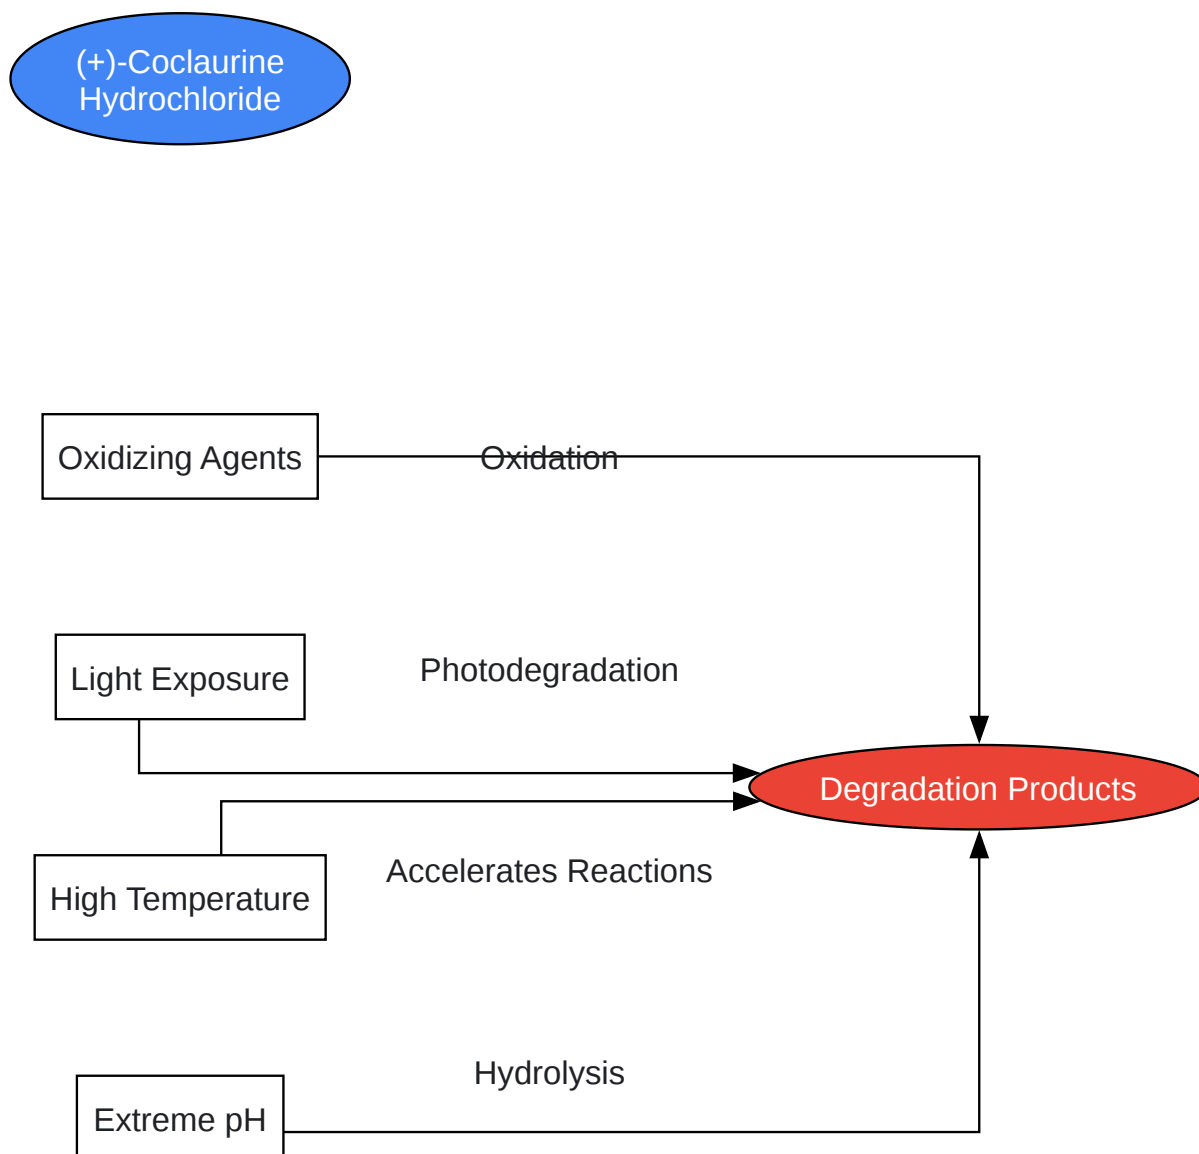 (+)-Coclaurine
Hydrochloride
Oxidizing Agents
Oxidation
Light Exposure
Photodegradation
Degradation Products
High Temperature
Accelerates Reactions
Hydrolysis
Extreme pH